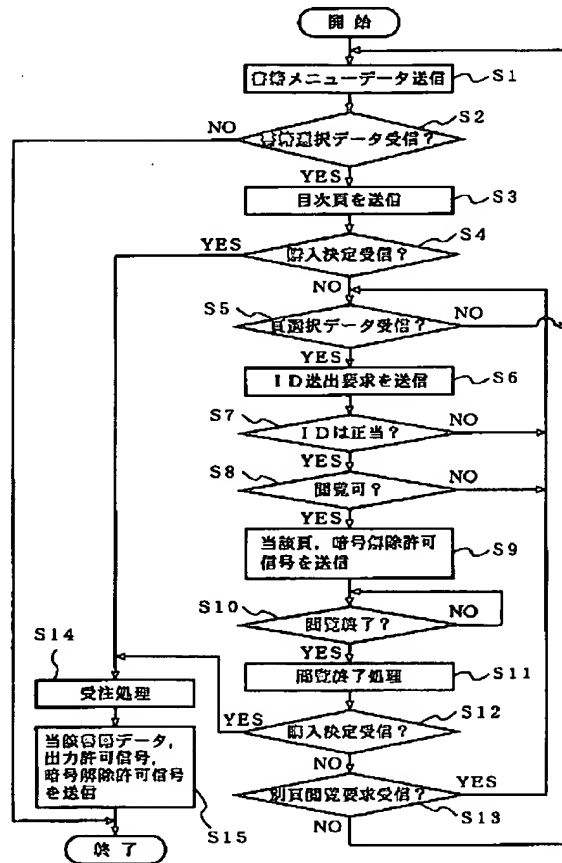 開 始
書籍メニューデータ送信
S1
S2
NO
書籍選択データ受信？
YES
目次頁を送信
S3
S4
YES
購入決定受信？
NO
S5
頁選択データ受信？
NO
YES
ID送出要求を送信
S6
S7
IDは正当？
NO
YES
S8
閲覧可？
NO
YES
当該頁，暗号解除許可
信号を送信
S9
S10
閲覧終了？
NO
YES
S14
閲覧終了処理
S11
受注処理
YES
購入決定受信？
S12
NO
当該書籍データ，
出力許可信号，
暗号解除許可信号
を送信
S15
別頁閲覧要求受信？
YES
S13
NO
終 了